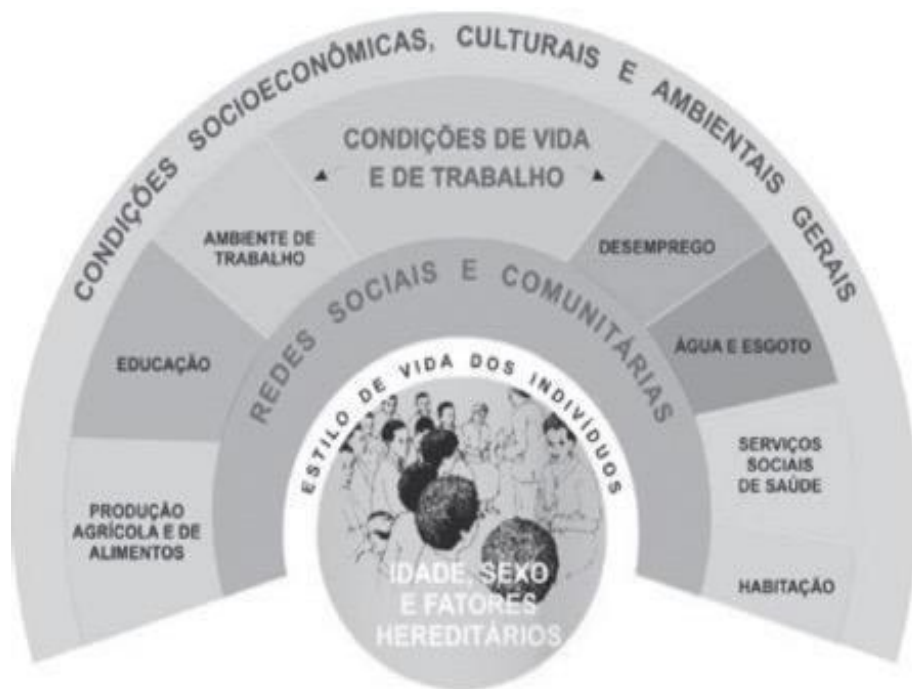 CONDIÇÕES SOCIOECONÔMICAS, CULTURAIS E AMBIENTAIS GERAIS
CONDIÇÕES DE VIDA
E DE TRABALHO
AMBIENTE DE
TRABALHO
DESEMPREGO
EDUCAÇÃO
ÁGUA E ESGOTO
PRODUÇÃO
AGRÍCOLA E DE
ALIMENTOS
SERVIÇOS
SOCIAIS
DE SAÚDE
HABITAÇÃO
REDES SOCIAIS E COMUNITÁRIAS
ESTILO DE VIDA DOS INDIVÍDUOS
IDADE, SEXO
E FATORES
HEREDITÁRIOS